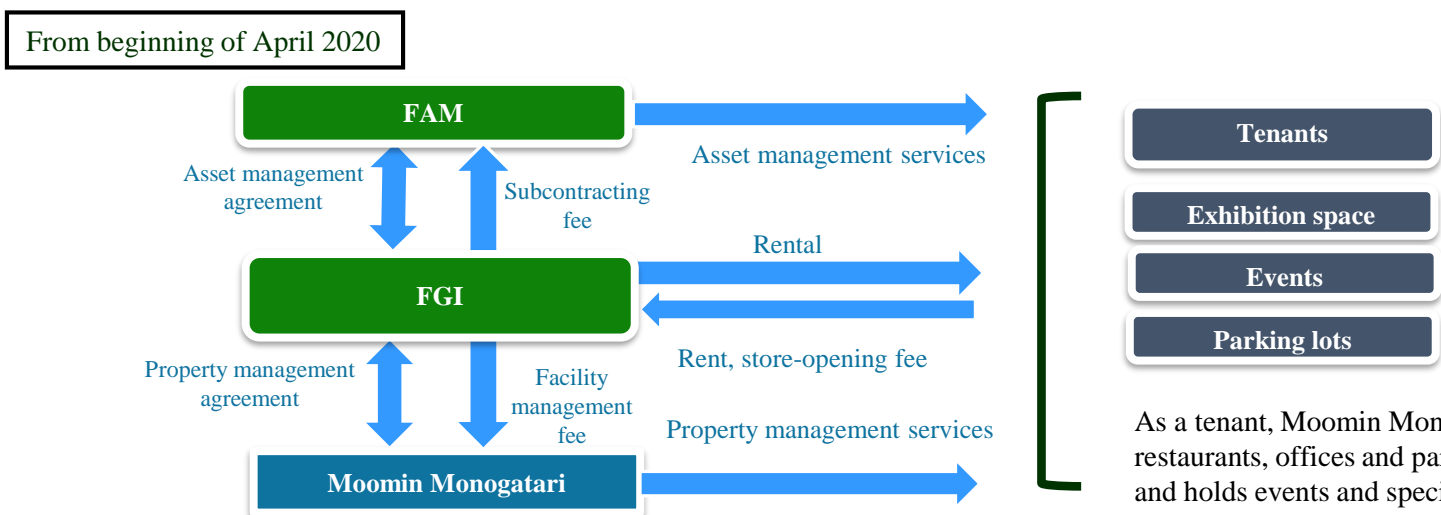 From beginning of April 2020
FAM
Asset management services
Asset management
agreement
Subcontracting
fee
FGI
Rental
Rent, store-opening fee
Property management
agreement
Facility
management
fee
Property management services
Moomin Monogatari
Tenants
Exhibition space
Events
Parking lots
As a tenant, Moomin
restaurants, offices and
and holds events and